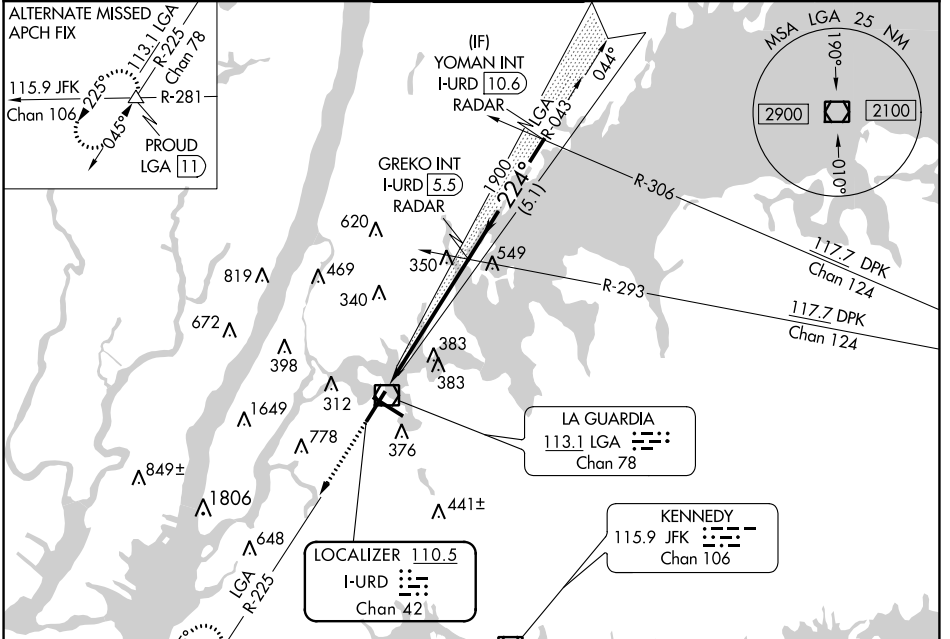 ALTERNATE MISSED
APCH FIX
113.1 LGA
R-225
Chan 78
115.9 JFK
Chan 106
225°
045°
R-281
PROUD
LGA 11
(IF)
YOMAN INT
I-URD 10.6
RADAR
044°
LGA
R-043
1900
224°
(5.1)
GREKO INT
I-URD 5.5
RADAR
MSA LGA 25 NM
190°
2900
2100
010°
R-306
117.7 DPK
Chan 124
R-293
117.7 DPK
Chan 124
620
350
549
819
469
340
672
398
383
383
312
1649
778
376
849±
1806
441±
648
LA GUARDIA
113.1 LGA
Chan 78
KENNEDY
115.9 JFK
Chan 106
LOCALIZER 110.5
I-URD
Chan 42
LGA
R-225